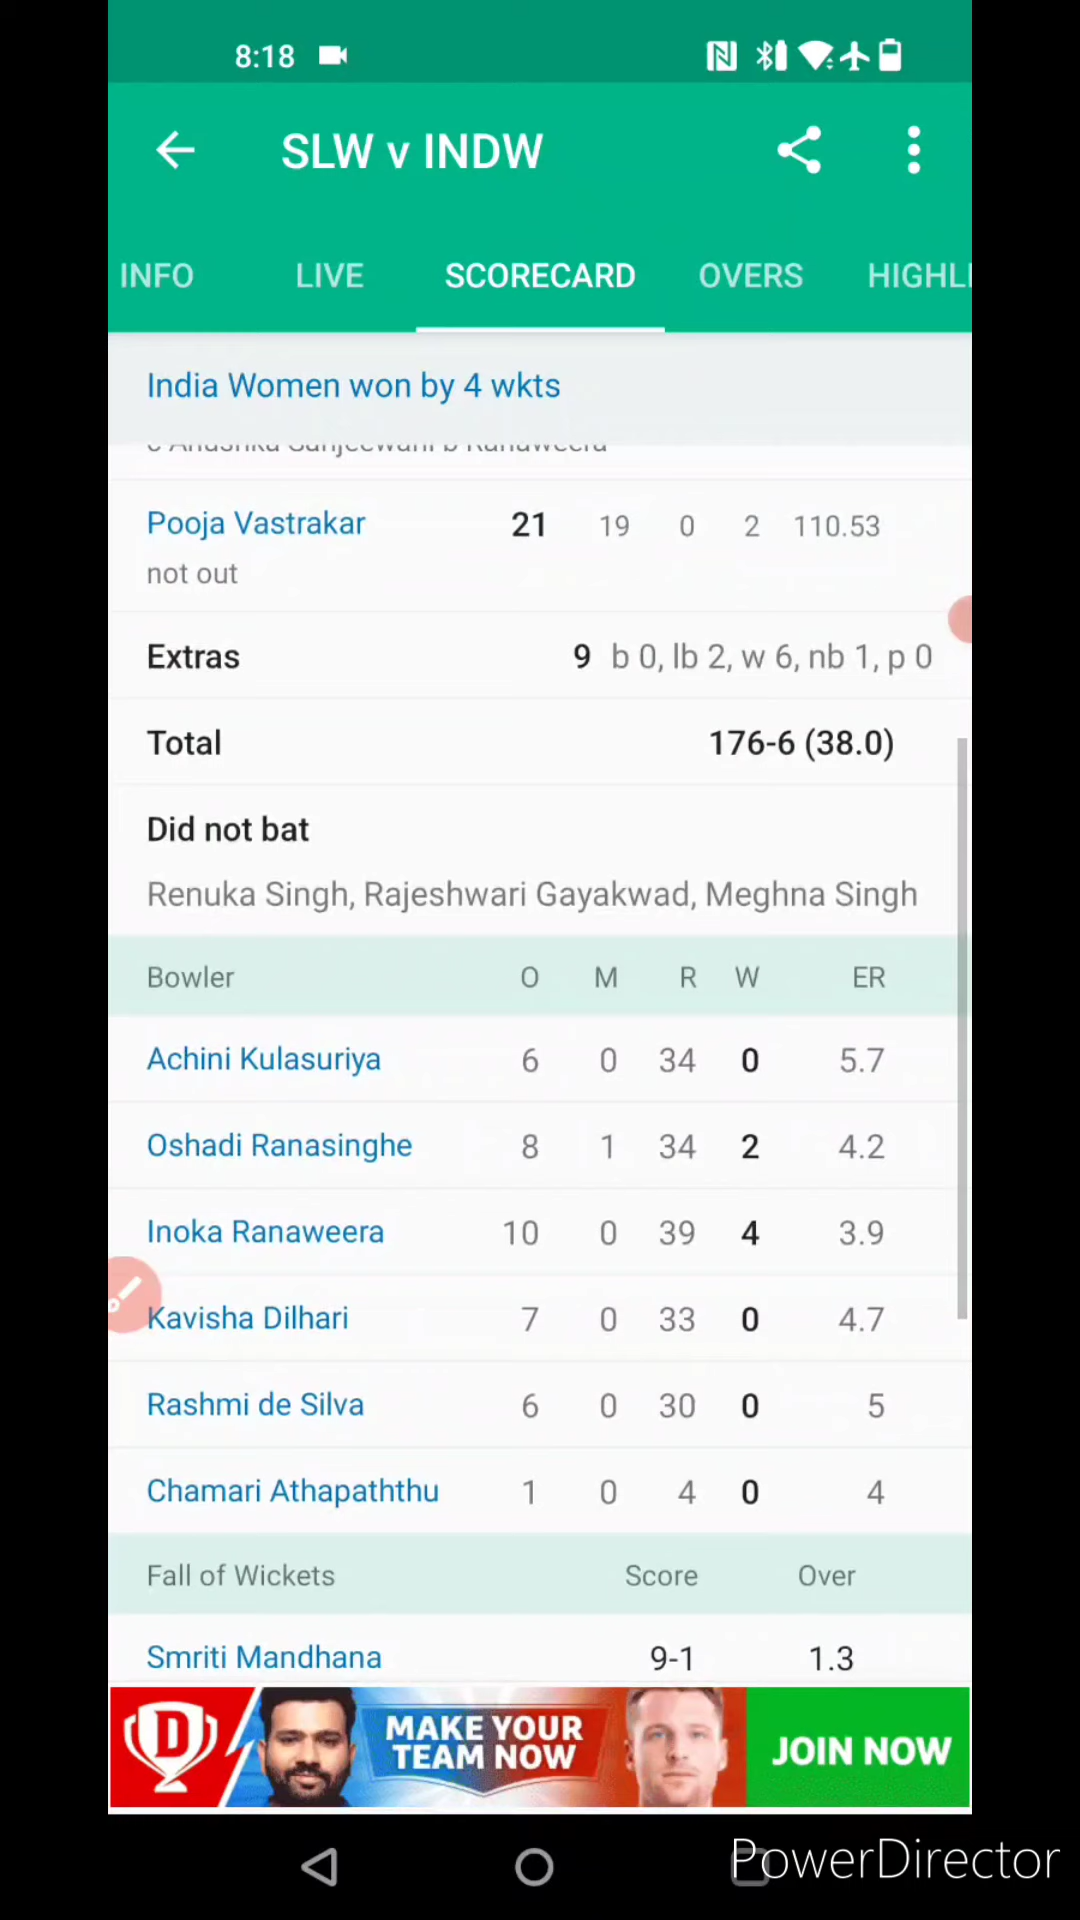 8:18
SLW v INDW
INFO LIVE SCORECARD OVERS HIGHLI
India Women won by 4 wkts
c Anushka Sanjeewani b Ranaweera
Pooja Vastrakar 21 19 0 2 110.53
not out
Extras 9 b 0, lb 2, w 6, nb 1, p 0
Total 176-6 (38.0)
Did not bat
Renuka Singh, Rajeshwari Gayakwad, Meghna Singh
Bowler O M R W ER
Achini Kulasuriya 6 0 34 0 5.7
Oshadi Ranasinghe 8 1 34 2 4.2
Inoka Ranaweera 10 0 39 4 3.9
Kavisha Dilhari 7 0 33 0 4.7
Rashmi de Silva 6 0 30 0 5
Chamari Athapaththu 1 0 4 0 4
Fall of Wickets Score Over
Smriti Mandhana 9-1 1.3
D MAKE YOUR TEAM NOW JOIN NOW
PowerDirector